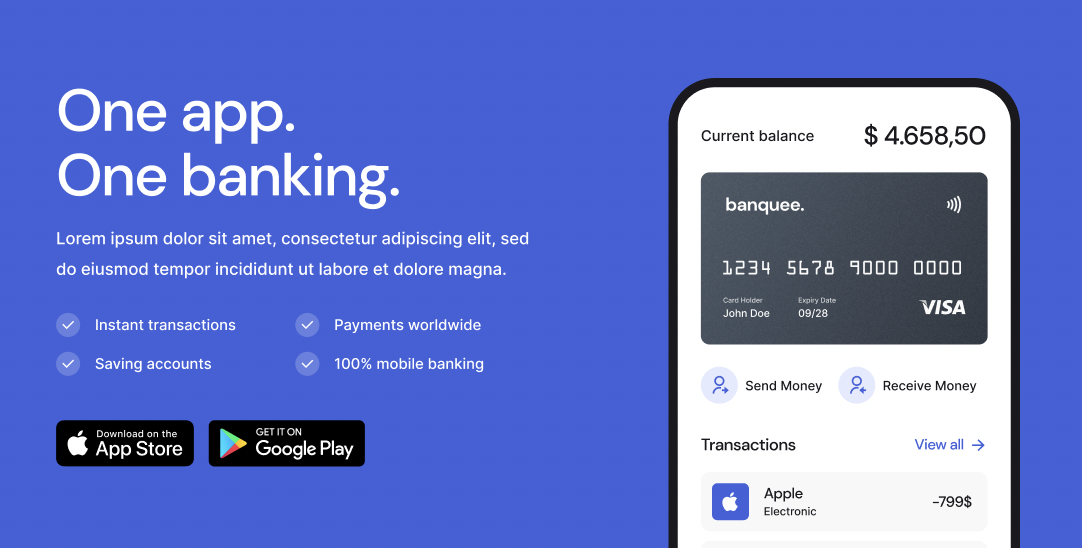 One app.
One banking.
Lorem ipsum dolor sit amet, consectetur adipiscing elit, sed
do eiusmod tempor incididunt ut labore et dolore magna.
Instant transactions
Payments worldwide
Saving accounts
100% mobile banking
Download on the
App Store
GET IT ON
Google Play
Current balance
$ 4.658,50
banquee.
1234 5678 9000 0000
Card Holder
Expiry Date
John Doe
09/28
VISA
Send Money
Receive Money
Transactions
View all
Apple
Electronic
-799$